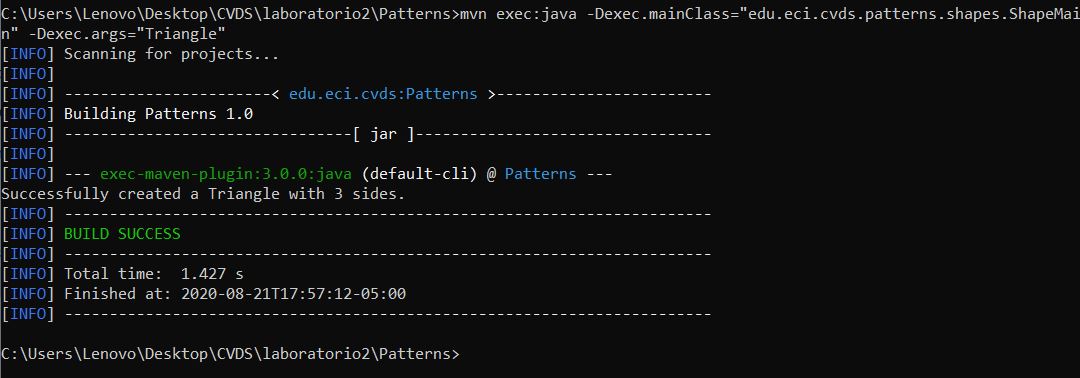 C:\Users\Lenovo\Desktop\CVDS\laboratorio2\Patterns>mvn exec:java -Dexec.mainClass="edu.eci.cvds.patterns.shapes.ShapeMai
n" -Dexec.args="Triangle"
[INFO] Scanning for projects...
[INFO]
[INFO] -----------------------< edu.eci.cvds:Patterns >------------------------
[INFO] Building Patterns 1.0
[INFO] --------------------------------[ jar ]---------------------------------
[INFO]
[INFO] --- exec-maven-plugin:3.0.0:java (default-cli) @ Patterns ---
Successfully created a Triangle with 3 sides.
[INFO] ------------------------------------------------------------------------
[INFO] BUILD SUCCESS
[INFO] ------------------------------------------------------------------------
[INFO] Total time:  1.427 s
[INFO] Finished at: 2020-08-21T17:57:12-05:00
[INFO] ------------------------------------------------------------------------
C:\Users\Lenovo\Desktop\CVDS\laboratorio2\Patterns>